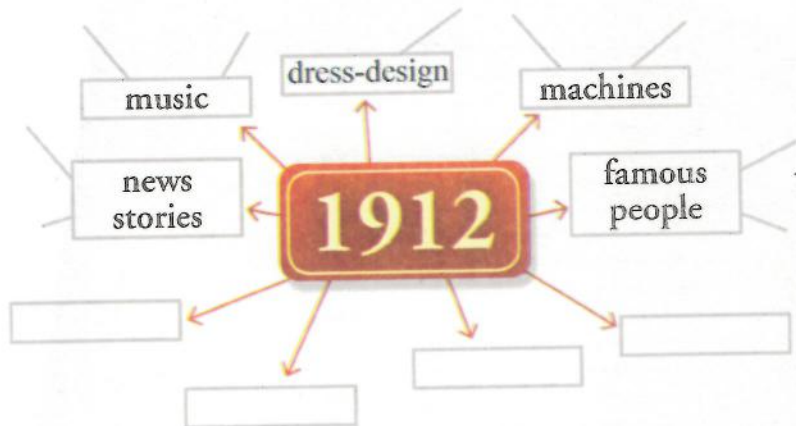 dress-design
music
machines
news
stories
famous
people
1912